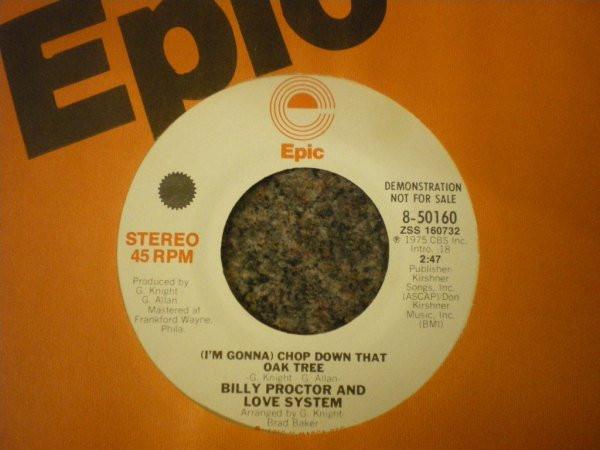 Epic
Epic
DEMONSTRATION
NOT FOR SALE
8-50160
ZSS 160732
℗ 1975 CBS Inc.
Intro. :18
2:47
Publisher-
Kirshner
Songs, Inc.
(ASCAP)/Don
Kirshner
Music, Inc.
(BMI)
STEREO
45 RPM
Produced by
G. Knight-
G. Allan.
Mastered at
Frankford Wayne,
Phila.
(I'M GONNA) CHOP DOWN THAT
OAK TREE
-G. Knight - G. Allan-
BILLY PROCTOR AND
LOVE SYSTEM
Arranged by G. Knight-
Brad Baker